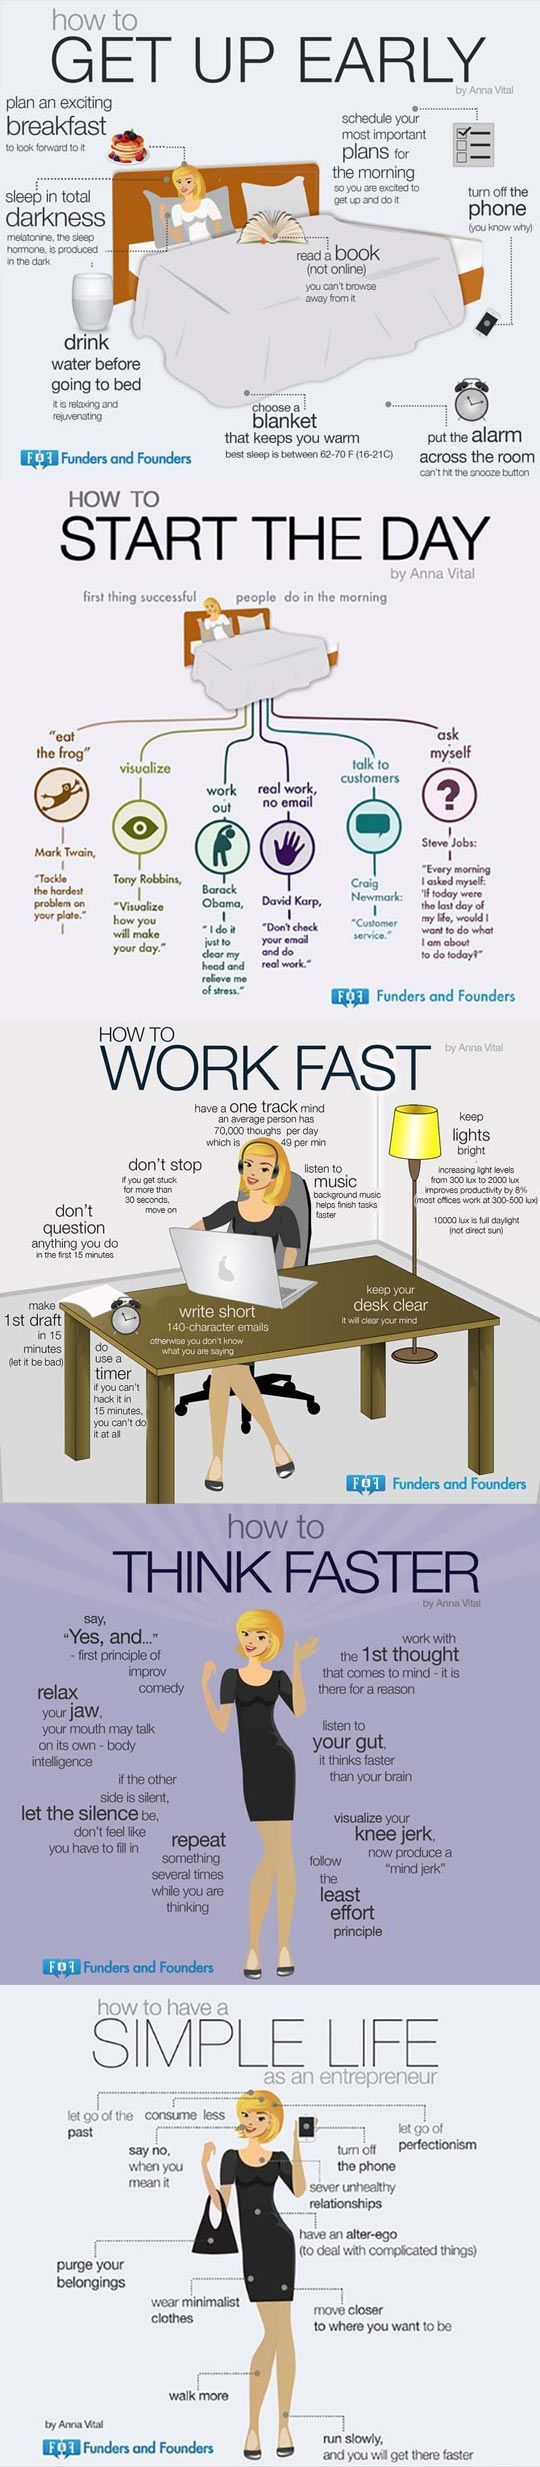 how to
GET UP EARLY
by Anna Vital
plan an exciting
breakfast
to look forward to it
schedule your
most important
plans for
the morning
so you are excited to
get up and do it
sleep in total
darkness
melatonine, the sleep
hormone, is produced
in the dark
turn off the
phone
(you know why)
read a book
(not online)
you can't browse
away from it
drink
water before
going to bed
it is relaxing and
rejuvenating
choose a
blanket
that keeps you warm
best sleep is between 62-70 F (16-21C)
put the alarm
across the room
can't hit the snooze button
F&F Funders and Founders
HOW TO
START THE DAY
by Anna Vital
first thing successful people do in the morning
"eat
the frog"
Mark Twain,
"Tackle
the hardest
problem on
your plate."
visualize
Tony Robbins,
"Visualize
how you
will make
your day."
work
out
Barack
Obama,
"I do it
just to
clear my
head and
relieve me
of stress."
real work,
no email
David Karp,
"Don't check
your email
and do
real work."
talk to
customers
Craig
Newmark:
"Customer
service."
ask
myself
?
Steve Jobs:
"Every morning
I asked myself:
'If today were
the last day of
my life, would I
want to do what
I am about
to do today?"
F&F Funders and Founders
HOW TO
WORK FAST
by Anna Vital
have a one track mind
an average person has
70,000 thoughs per day
which is 49 per min
keep
lights
bright
increasing light levels
from 300 lux to 2000 lux
improves productivity by 8%
(most offices work at 300-500 lux)
10000 lux is full daylight
(not direct sun)
don't stop
if you get stuck
for more than
30 seconds,
move on
listen to
music
background music
helps finish tasks
faster
don't
question
anything you do
in the first 15 minutes
make
1st draft
in 15
minutes
(let it be bad)
do
use a
timer
if you can't
hack it in
15 minutes,
you can't do
it at all
write short
140-character emails
otherwise you don't know
what you are saying
keep your
desk clear
it will clear your mind
F&F Funders and Founders
how to
THINK FASTER
by Anna Vital
say,
"Yes, and..."
- first principle of
improv
comedy
work with
the 1st thought
that comes to mind - it is
there for a reason
relax
your jaw,
your mouth may talk
on its own - body
intelligence
listen to
your gut,
it thinks faster
than your brain
if the other
side is silent,
let the silence be,
don't feel like
you have to fill in
visualize your
knee jerk,
now produce a
"mind jerk"
repeat
something
several times
while you are
thinking
follow
the
least
effort
principle
F&F Funders and Founders
how to have a
SIMPLE LIFE
as an entrepreneur
let go of the
past
consume less
let go of
perfectionism
say no,
when you
mean it
turn off
the phone
sever unhealthy
relationships
have an alter-ego
(to deal with complicated things)
purge your
belongings
wear minimalist
clothes
move closer
to where you want to be
walk more
run slowly,
and you will get there faster
by Anna Vital
F&F Funders and Founders